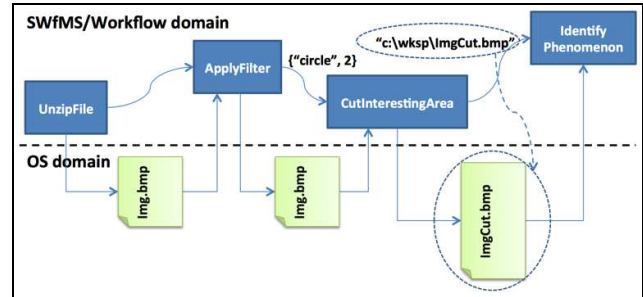 SWfMS/Workflow domain
UnzipFile
ApplyFilter
{“circle”, 2}
CutInterestingArea
“c:\wksp\ImgCut.bmp”
Identify
Phenomenon
OS domain
Img.bmp
Img.bmp
ImgCut.bmp